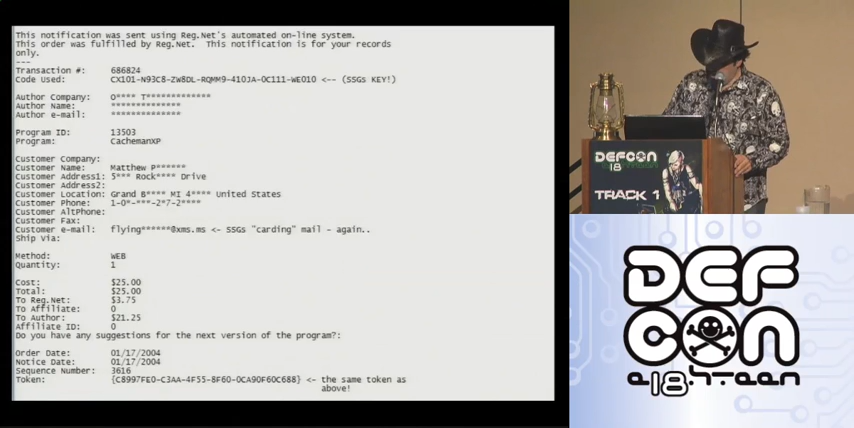 This notification was sent using Reg.Net's automated on-line system.
This order was fulfilled by Reg.Net.  This notification is for your records
only.
---
Transaction #: 686824
Code Used: CX101-N93C8-ZW8DL-RQMM9-410JA-0C111-WE010 <-- (SSGs KEY!)
Author Company: O**** T*************
Author Name: **************
Author e-mail: **************
Program ID: 13503
Program: CachemanXP
Customer Company:
Customer Name: Matthew P******
Customer Address1: 5*** Rock**** Drive
Customer Address2:
Customer Location: Grand B**** MI 4**** United States
Customer Phone: 1-0*-***-2*7-2****
Customer AltPhone:
Customer Fax:
Customer e-mail: flying******@xms.ms <- SSGs "carding" mail - again..
Ship Via:
Method: WEB
Quantity: 1
Cost: $25.00
Total: $25.00
To Reg.Net: $3.75
To Affiliate: 0
To Author: $21.25
Affiliate ID: 0
Do you have any suggestions for the next version of the program?:
Order Date: 01/17/2004
Notice Date: 01/17/2004
Sequence Number: 3616
Token: {C8997FE0-C3AA-4F55-8F60-0CA90F60C688} <- the same token as
above!
DEFCON
18
TRACK 1
DEF
CON
e.18.h.teen